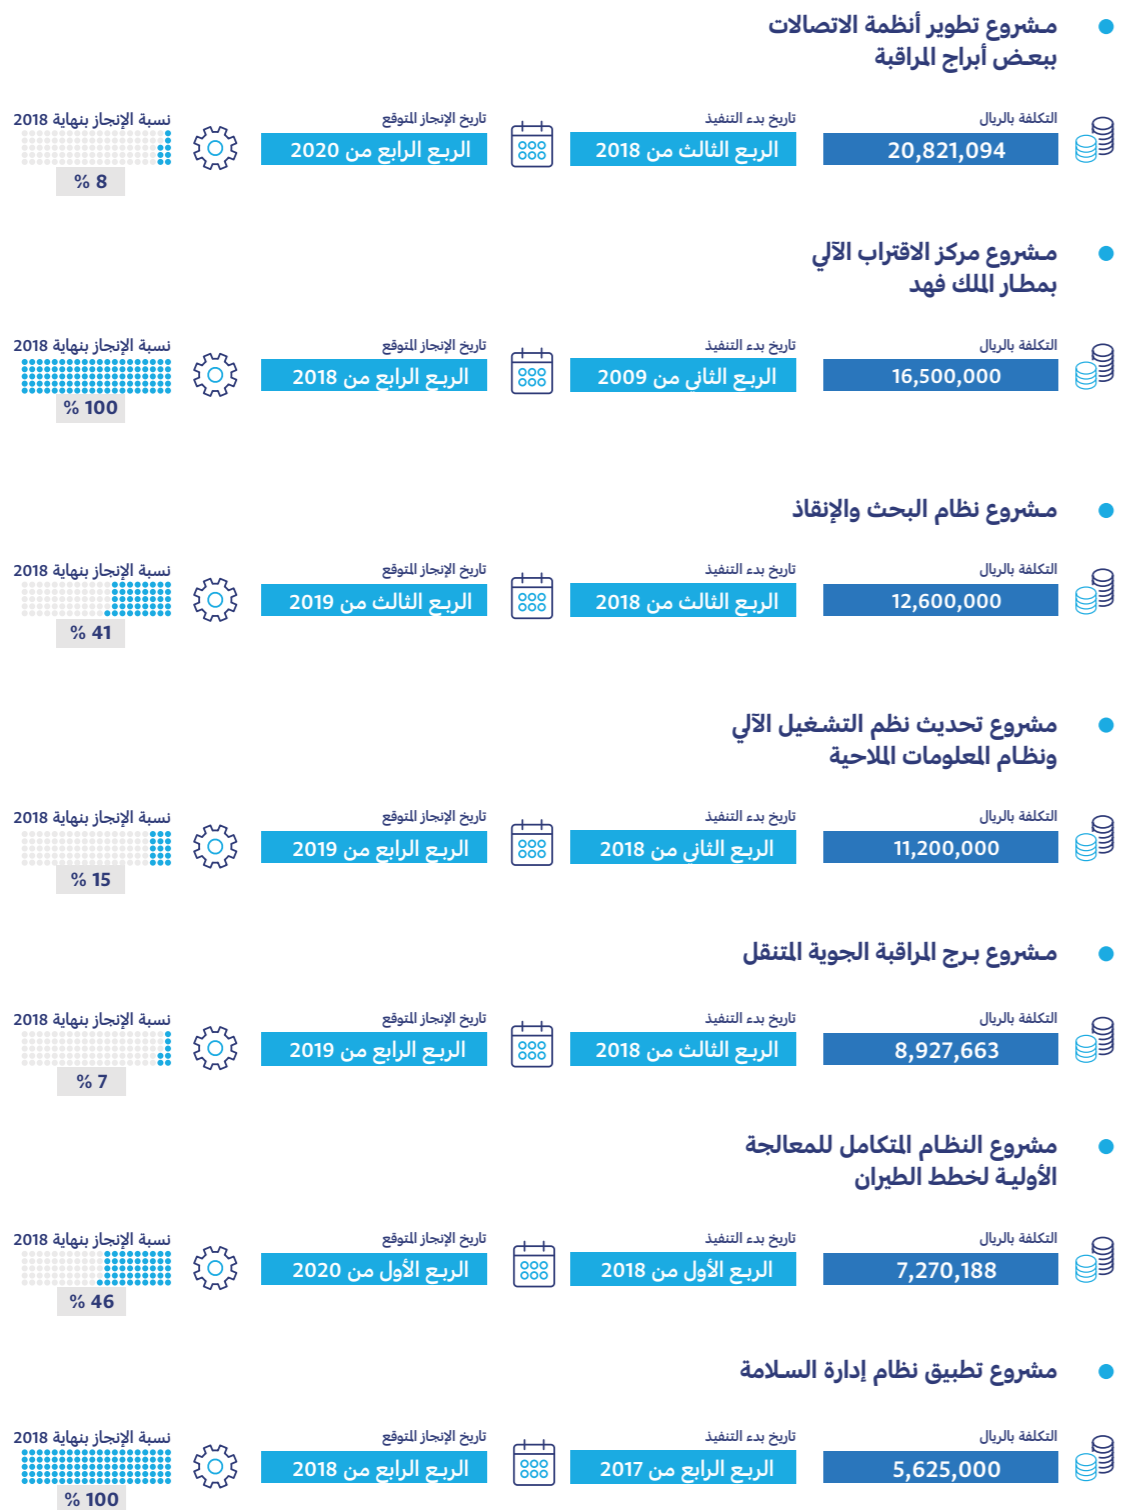 مشروع تطوير أنظمة الاتصالات
ببعض أبراج المراقبة
التكلفة بالريال
20,821,094
تاريخ بدء التنفيذ
الربع الثالث من 2018
تاريخ الإنجاز المتوقع
الربع الرابع من 2020
نسبة الإنجاز بنهاية 2018
% 8
مشروع مركز الاقتراب الآلي
بمطار الملك فهد
التكلفة بالريال
16,500,000
تاريخ بدء التنفيذ
الربع الثاني من 2009
تاريخ الإنجاز المتوقع
الربع الرابع من 2018
نسبة الإنجاز بنهاية 2018
% 100
مشروع نظام البحث والإنقاذ
التكلفة بالريال
12,600,000
تاريخ بدء التنفيذ
الربع الثالث من 2018
تاريخ الإنجاز المتوقع
الربع الثالث من 2019
نسبة الإنجاز بنهاية 2018
% 41
مشروع تحديث نظم التشغيل الآلي
ونظام المعلومات الملاحية
التكلفة بالريال
11,200,000
تاريخ بدء التنفيذ
الربع الثاني من 2018
تاريخ الإنجاز المتوقع
الربع الرابع من 2019
نسبة الإنجاز بنهاية 2018
% 15
مشروع برج المراقبة الجوية المتنقل
التكلفة بالريال
8,927,663
تاريخ بدء التنفيذ
الربع الثالث من 2018
تاريخ الإنجاز المتوقع
الربع الرابع من 2019
نسبة الإنجاز بنهاية 2018
% 7
مشروع النظام المتكامل للمعالجة
الأولية لخطط الطيران
التكلفة بالريال
7,270,188
تاريخ بدء التنفيذ
الربع الأول من 2018
تاريخ الإنجاز المتوقع
الربع الأول من 2020
نسبة الإنجاز بنهاية 2018
% 46
مشروع تطبيق نظام إدارة السلامة
التكلفة بالريال
5,625,000
تاريخ بدء التنفيذ
الربع الرابع من 2017
تاريخ الإنجاز المتوقع
الربع الرابع من 2018
نسبة الإنجاز بنهاية 2018
% 100